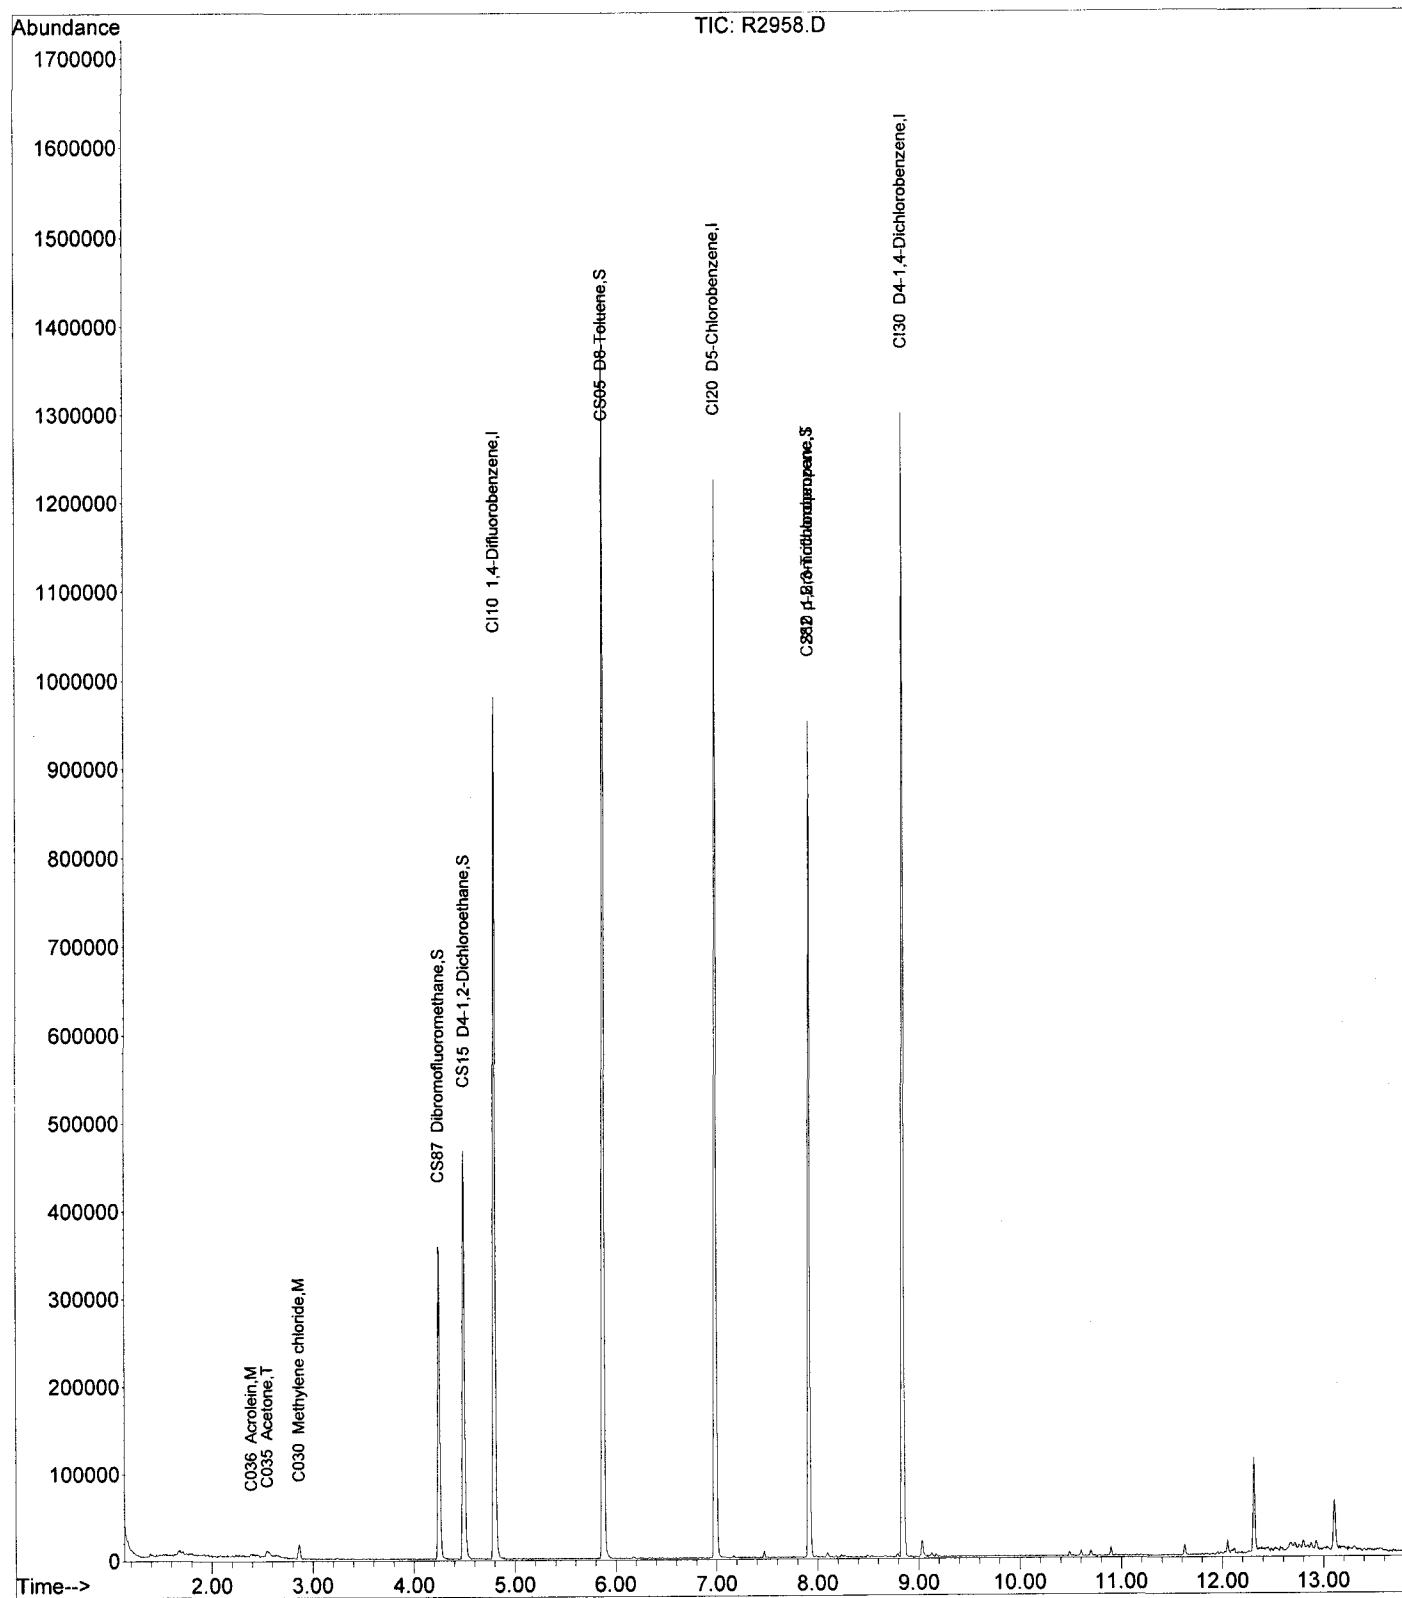 Abundance
TIC: R2958.D
1700000
1600000
1500000
1400000
1300000
1200000
1100000
1000000
900000
800000
700000
600000
500000
400000
300000
200000
100000
0
C036 Acrolein,M
C035 Acetone,T
C030 Methylene chloride,M
CS87 Dibromofluoromethane,S
CS15 D4-1,2-Dichloroethane,S
CI10 1,4-Difluorobenzene,I
CS05 D8-Toluene,S
CI20 D5-Chlorobenzene,I
CI30 D4-1,4-Dichlorobenzene,I
Time-->
2.00
3.00
4.00
5.00
6.00
7.00
8.00
9.00
10.00
11.00
12.00
13.00